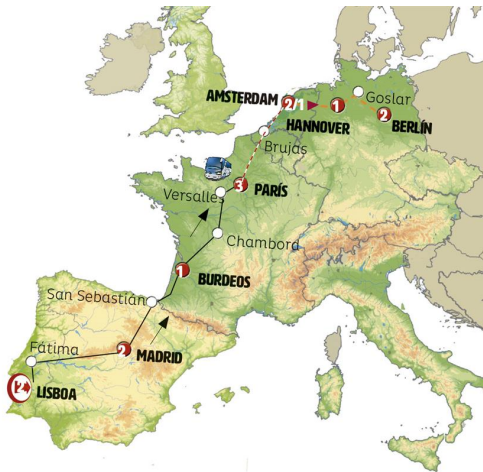 Goslar
AMSTERDAM 2/1
1
2
HANNOVER
BERLÍN
Brujas
Versalles
3 PARÍS
Chambord
1
BURDEOS
San Sebastián
2 MADRID
Fátima
2 LISBOA